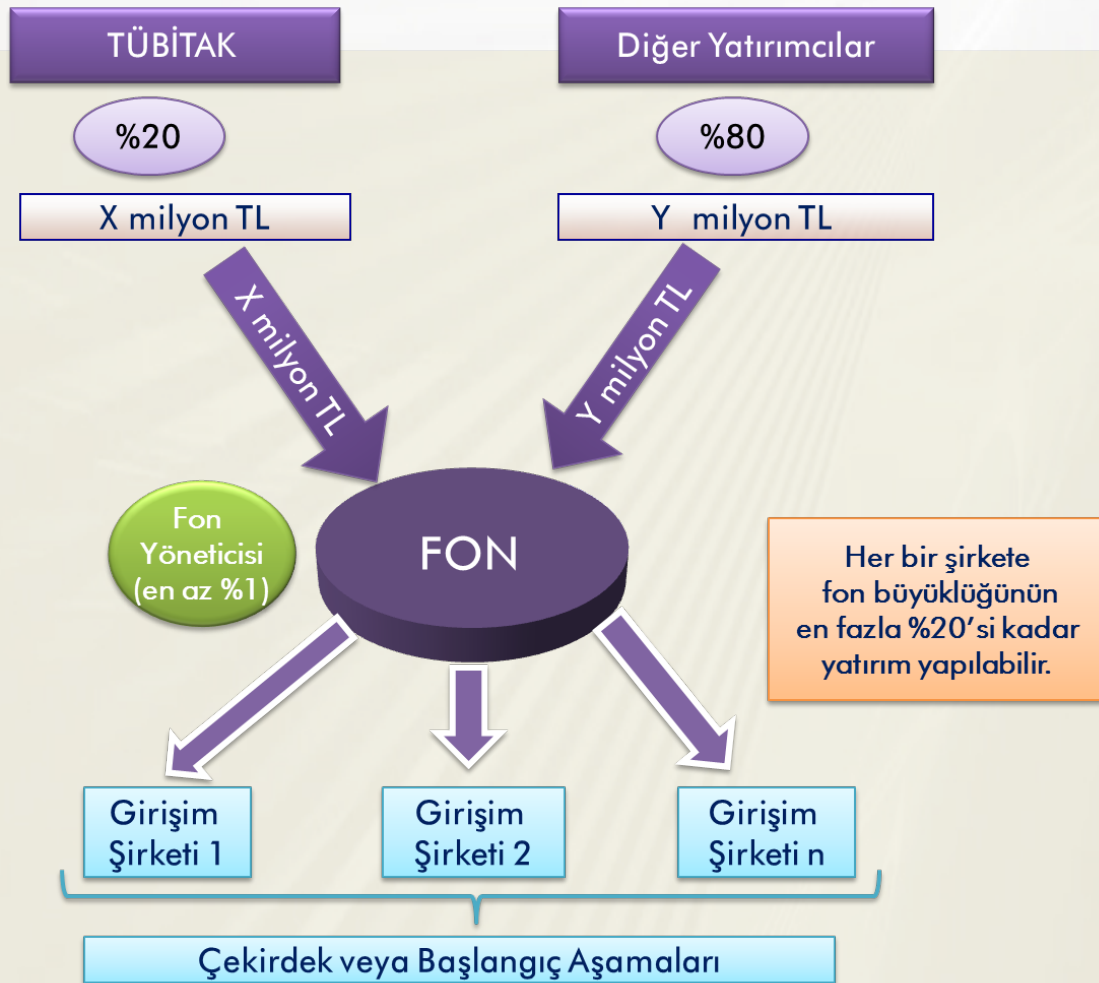 TÜBİTAK
Diğer Yatırımcılar
%20
%80
X milyon TL
Y milyon TL
X milyon TL
Y milyon TL
Fon
Yöneticisi
(en az %1)
FON
Her bir şirkete
fon büyüklüğünün
en fazla %20'si kadar
yatırım yapılabilir.
Girişim
Şirketi 1
Girişim
Şirketi 2
Girişim
Şirketi n
Çekirdek veya Başlangıç Aşamaları